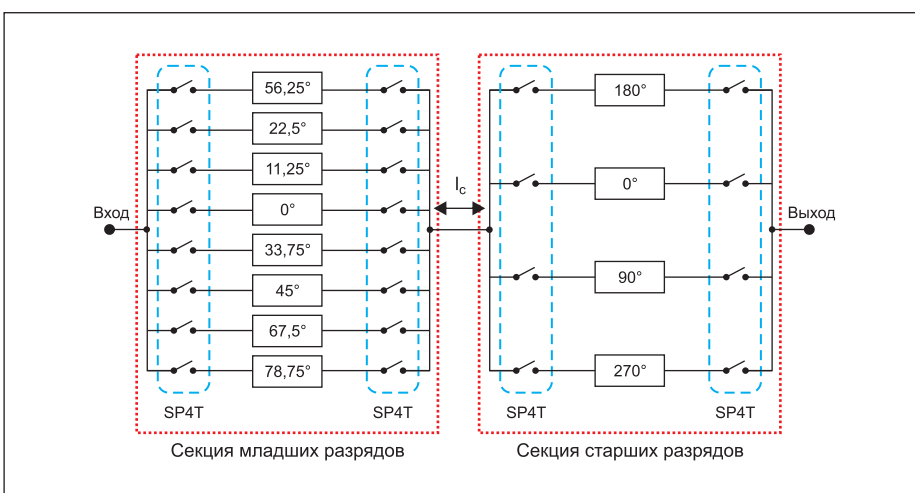 56,25°
22,5°
11,25°
0°
33,75°
45°
67,5°
78,75°
180°
0°
90°
270°
Вход
l_c
Выход
SP4T
SP4T
SP4T
SP4T
Секция младших разрядов
Секция старших разрядов